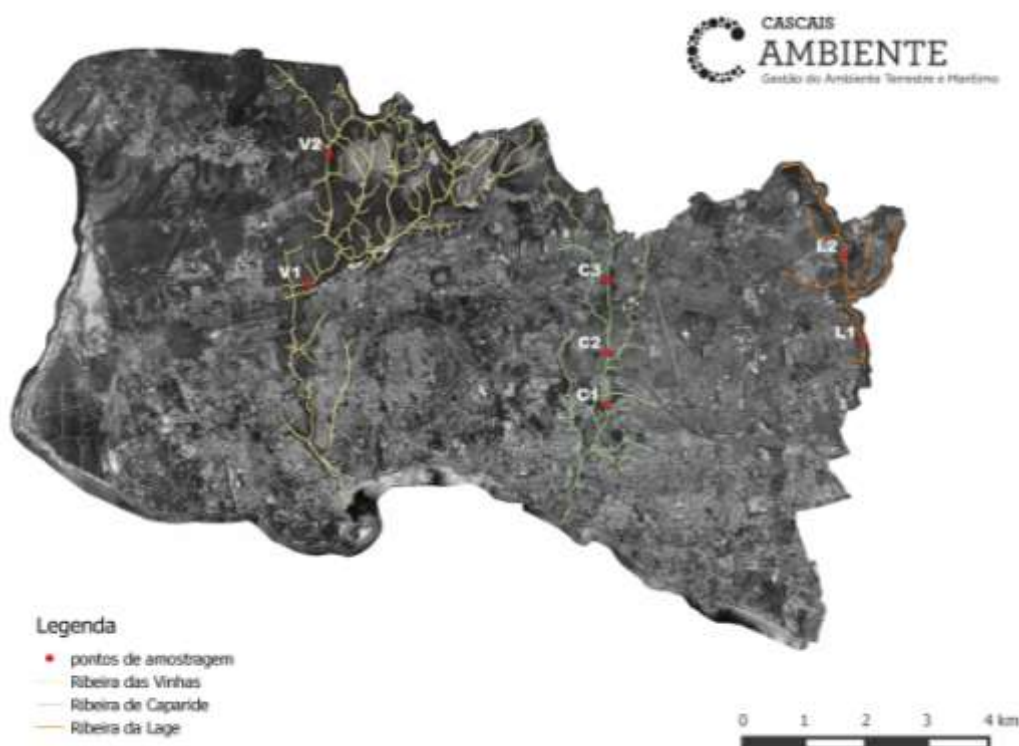 CASCAIS
AMBIENTE
Gestão do Ambiente Terrestre e Marítimo
V2
V1
C3
C2
C1
L2
L1
Legenda
pontos de amostragem
Ribeira das Vinhas
Ribeira de Caparide
Ribeira da Lage
0 1 2 3 4 km